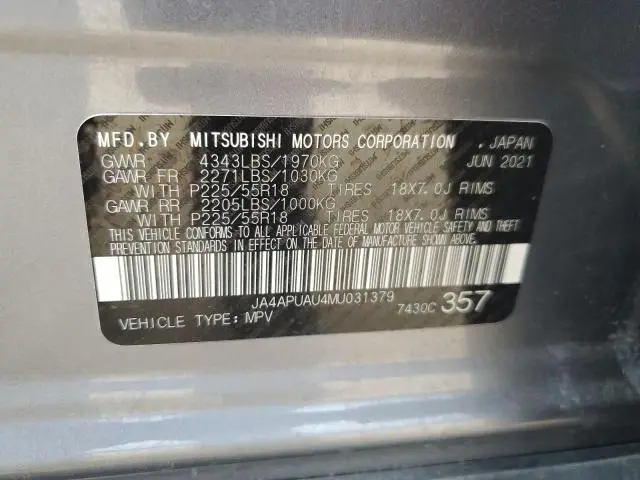 MFD.BY MITSUBISHI MOTORS CORPORATION . JAPAN
GVWR 4343LBS/1970KG JUN 2021
GAWR FR 2271LBS/1030KG
WITH P225/55R18 TIRES 18X7.0J RIMS
GAWR RR 2205LBS/1000KG
WITH P225/55R18 TIRES 18X7.0J RIMS
THIS VEHICLE CONFORMS TO ALL APPLICABLE FEDERAL MOTOR VEHICLE SAFETY AND THEFT
PREVENTION STANDARDS IN EFFECT ON THE DATE OF MANUFACTURE SHOWN ABOVE.
JA4APUAU4MU031379 7430C 357
VEHICLE TYPE:MPV